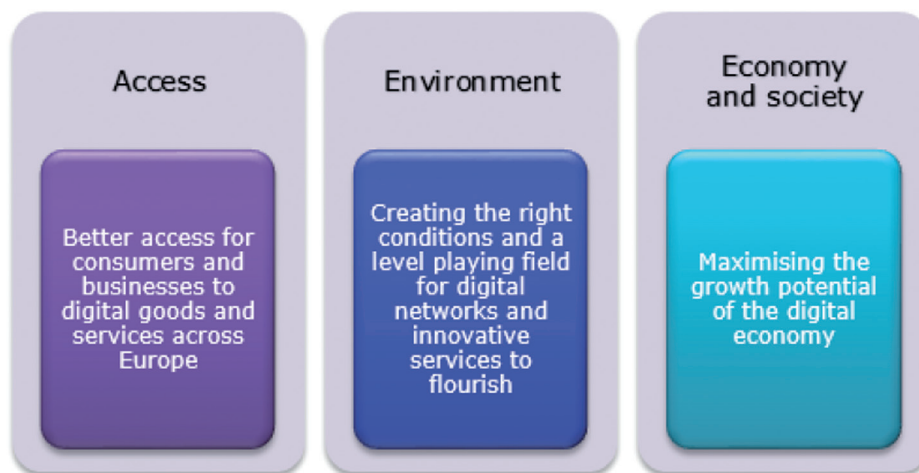 Access
Better access for
consumers and
businesses to
digital goods and
services across
Europe
Environment
Creating the right
conditions and a
level playing field
for digital
networks and
innovative
services to
flourish
Economy
and society
Maximising the
growth potential
of the digital
economy